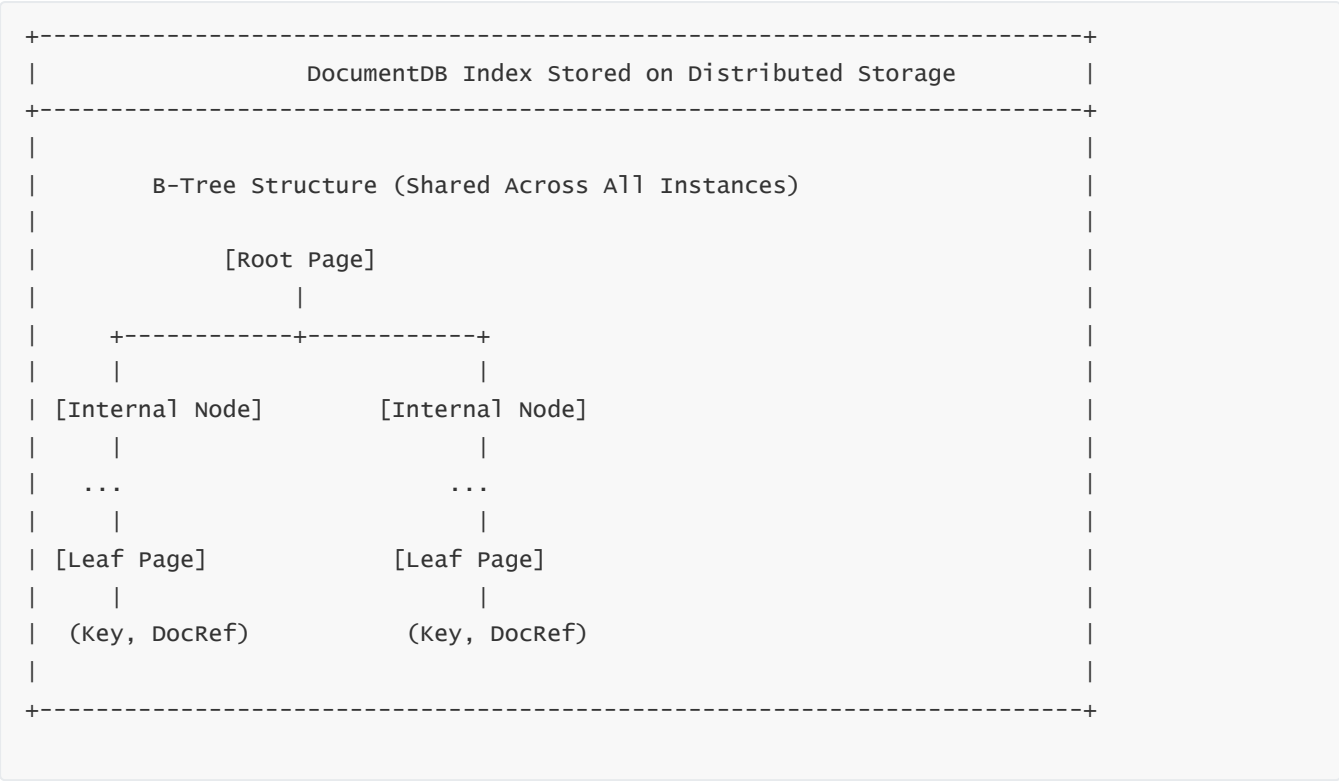 DocumentDB Index Stored on Distributed Storage
B-Tree Structure (Shared Across All Instances)
[Root Page]
[Internal Node] [Internal Node]
... ...
[Leaf Page] [Leaf Page]
(Key, DocRef) (Key, DocRef)